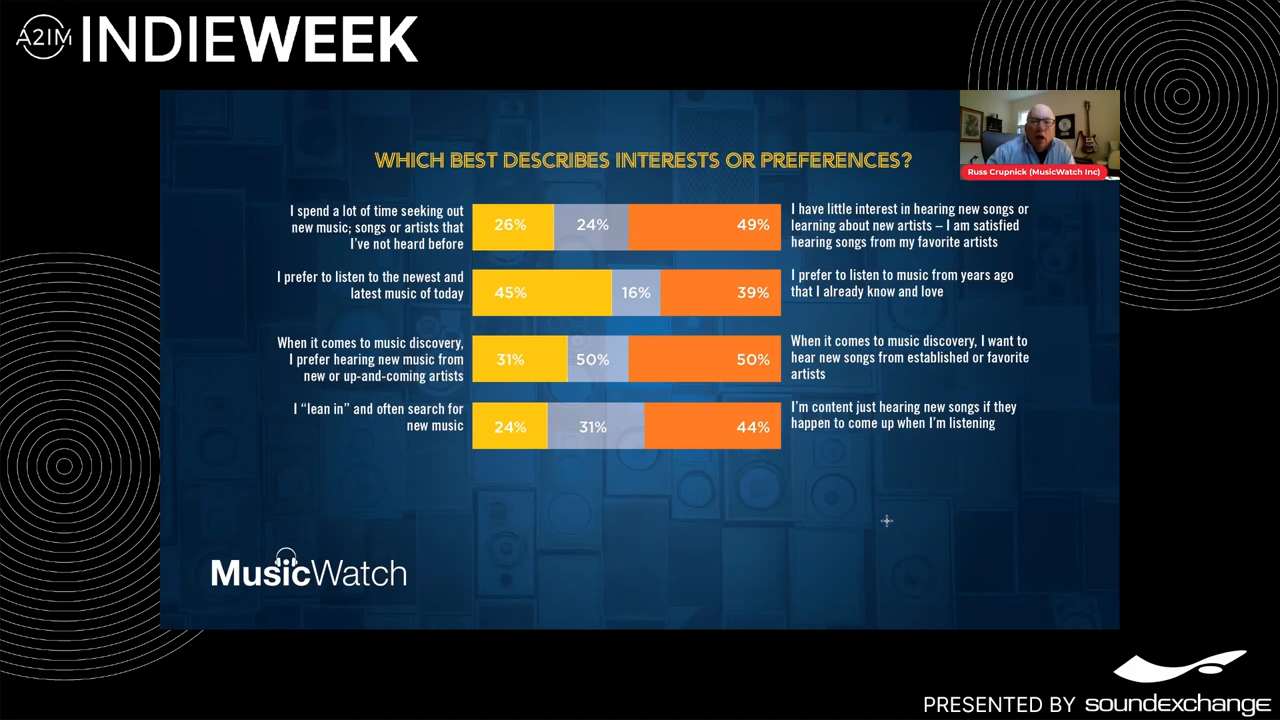 A2IM INDIEWEEK
WHICH BEST DESCRIBES INTERESTS OR PREFERENCES?
Russ Crupnick (MusicWatch Inc)
I spend a lot of time seeking out
new music; songs or artists that
I've not heard before
26% 24% 49%
I have little interest in hearing new songs or
learning about new artists – I am satisfied
hearing songs from my favorite artists
I prefer to listen to the newest and
latest music of today
45% 16% 39%
I prefer to listen to music from years ago
that I already know and love
When it comes to music discovery,
I prefer hearing new music from
new or up-and-coming artists
31% 50% 50%
When it comes to music discovery, I want to
hear new songs from established or favorite
artists
I “lean in” and often search for
new music
24% 31% 44%
I'm content just hearing new songs if they
happen to come up when I'm listening
MusicWatch
PRESENTED BY soundexchange